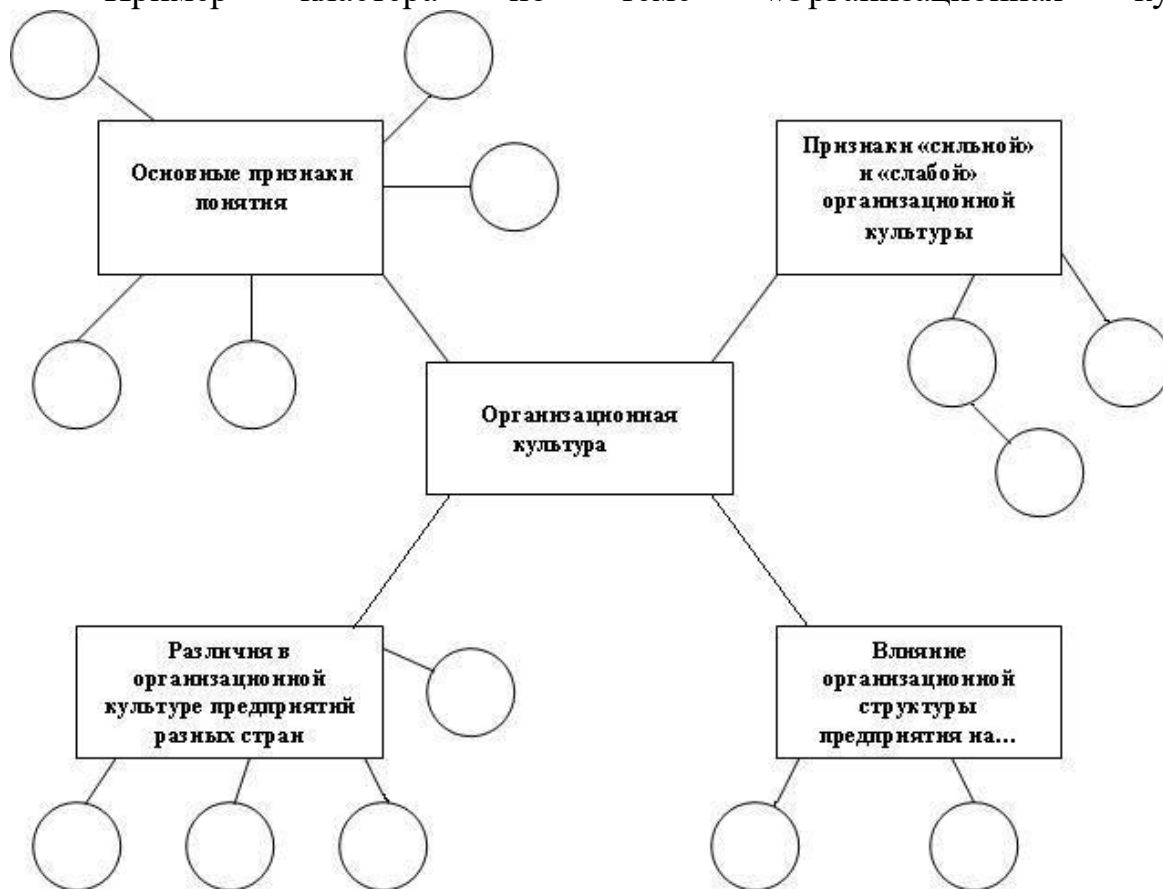 Пример кластера по теме «Организационная ку
Основные признаки
понятия
Признаки «сильной»
и «слабой»
организационной
культуры
Организационная
культура
Различия в
организационной
культуре предприятий
разных стран
Влияние
организационной
структуры
предприятия на...